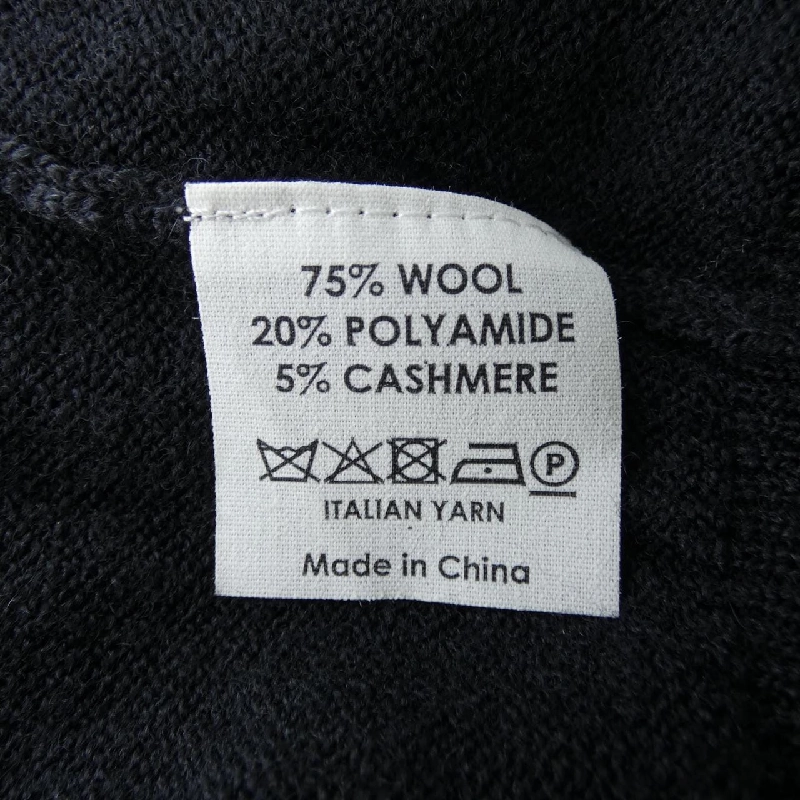 75% WOOL
20% POLYAMIDE
5% CASHMERE
P
ITALIAN YARN
Made in China